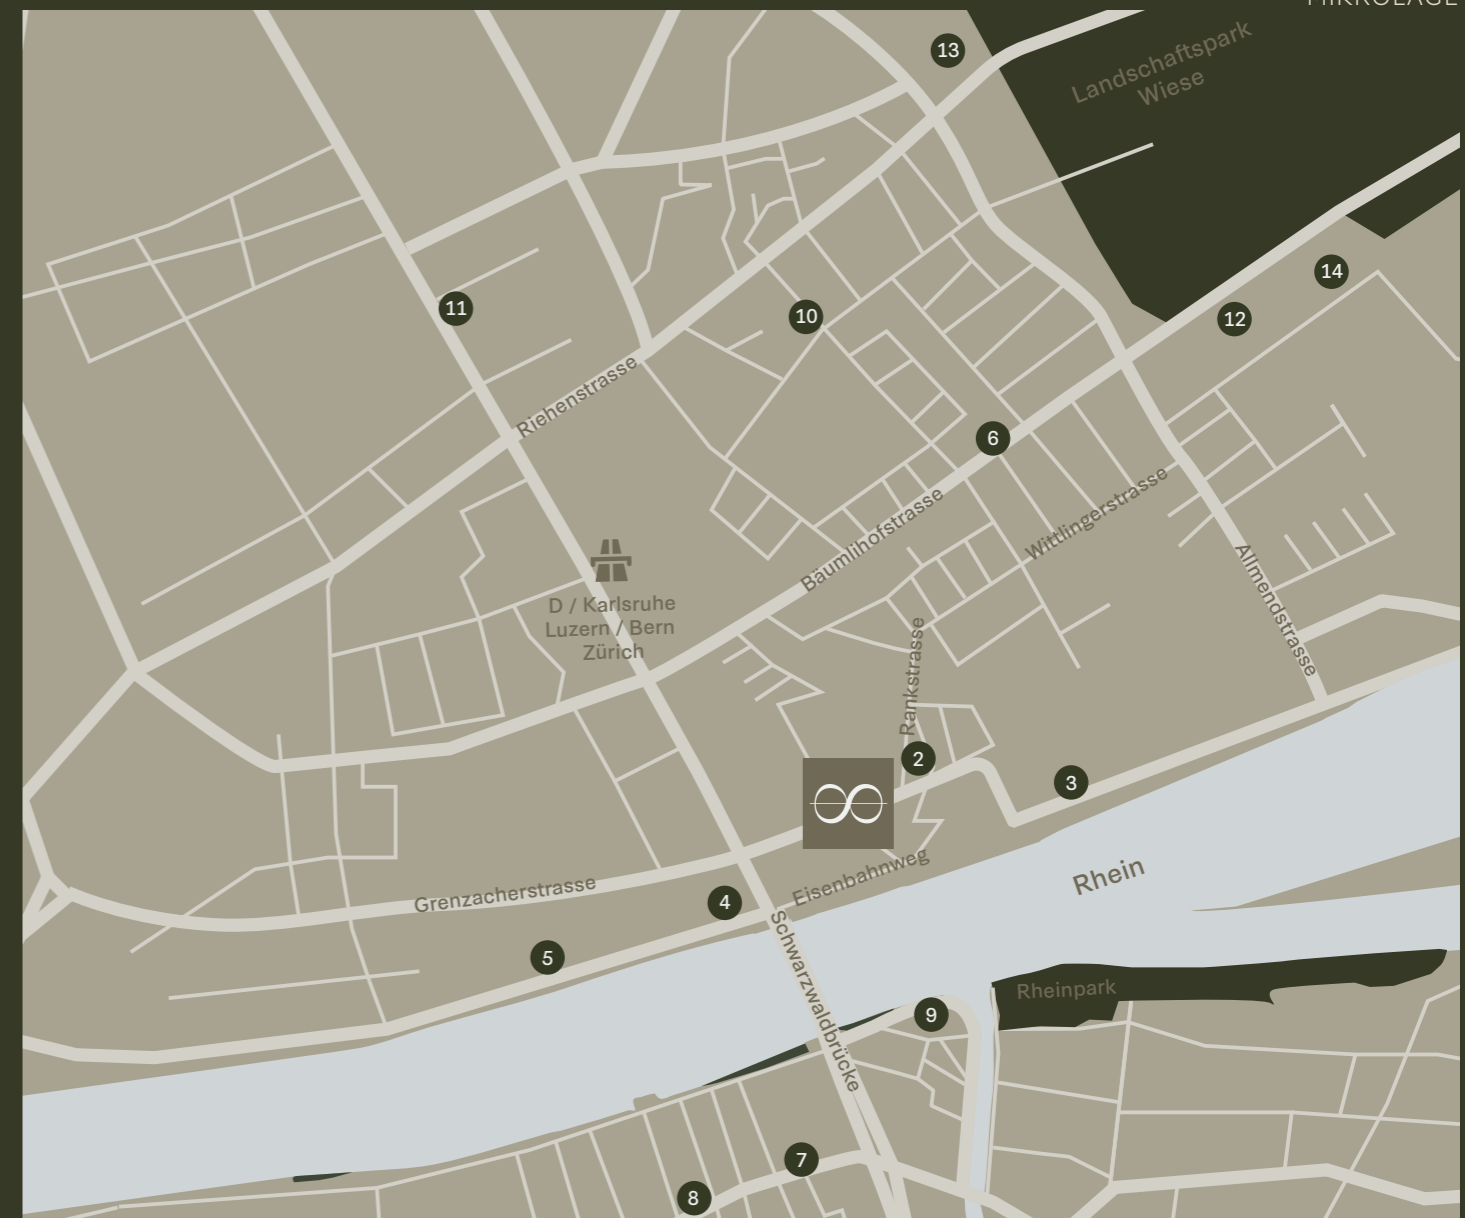 MIKROLAGE
13
Landschaftspark
Wiese
14
11
10
12
Riehenstrasse
6
Bäumlihofstrasse
Wittlingerstrasse
Allmendstrasse
D / Karlsruhe
Luzern / Bern
Zürich
Rankstrasse
2
3
Rhein
Eisenbahnweg
Grenzacherstrasse
4
5
Schwarzwaldbrücke
Rheinpark
9
7
8